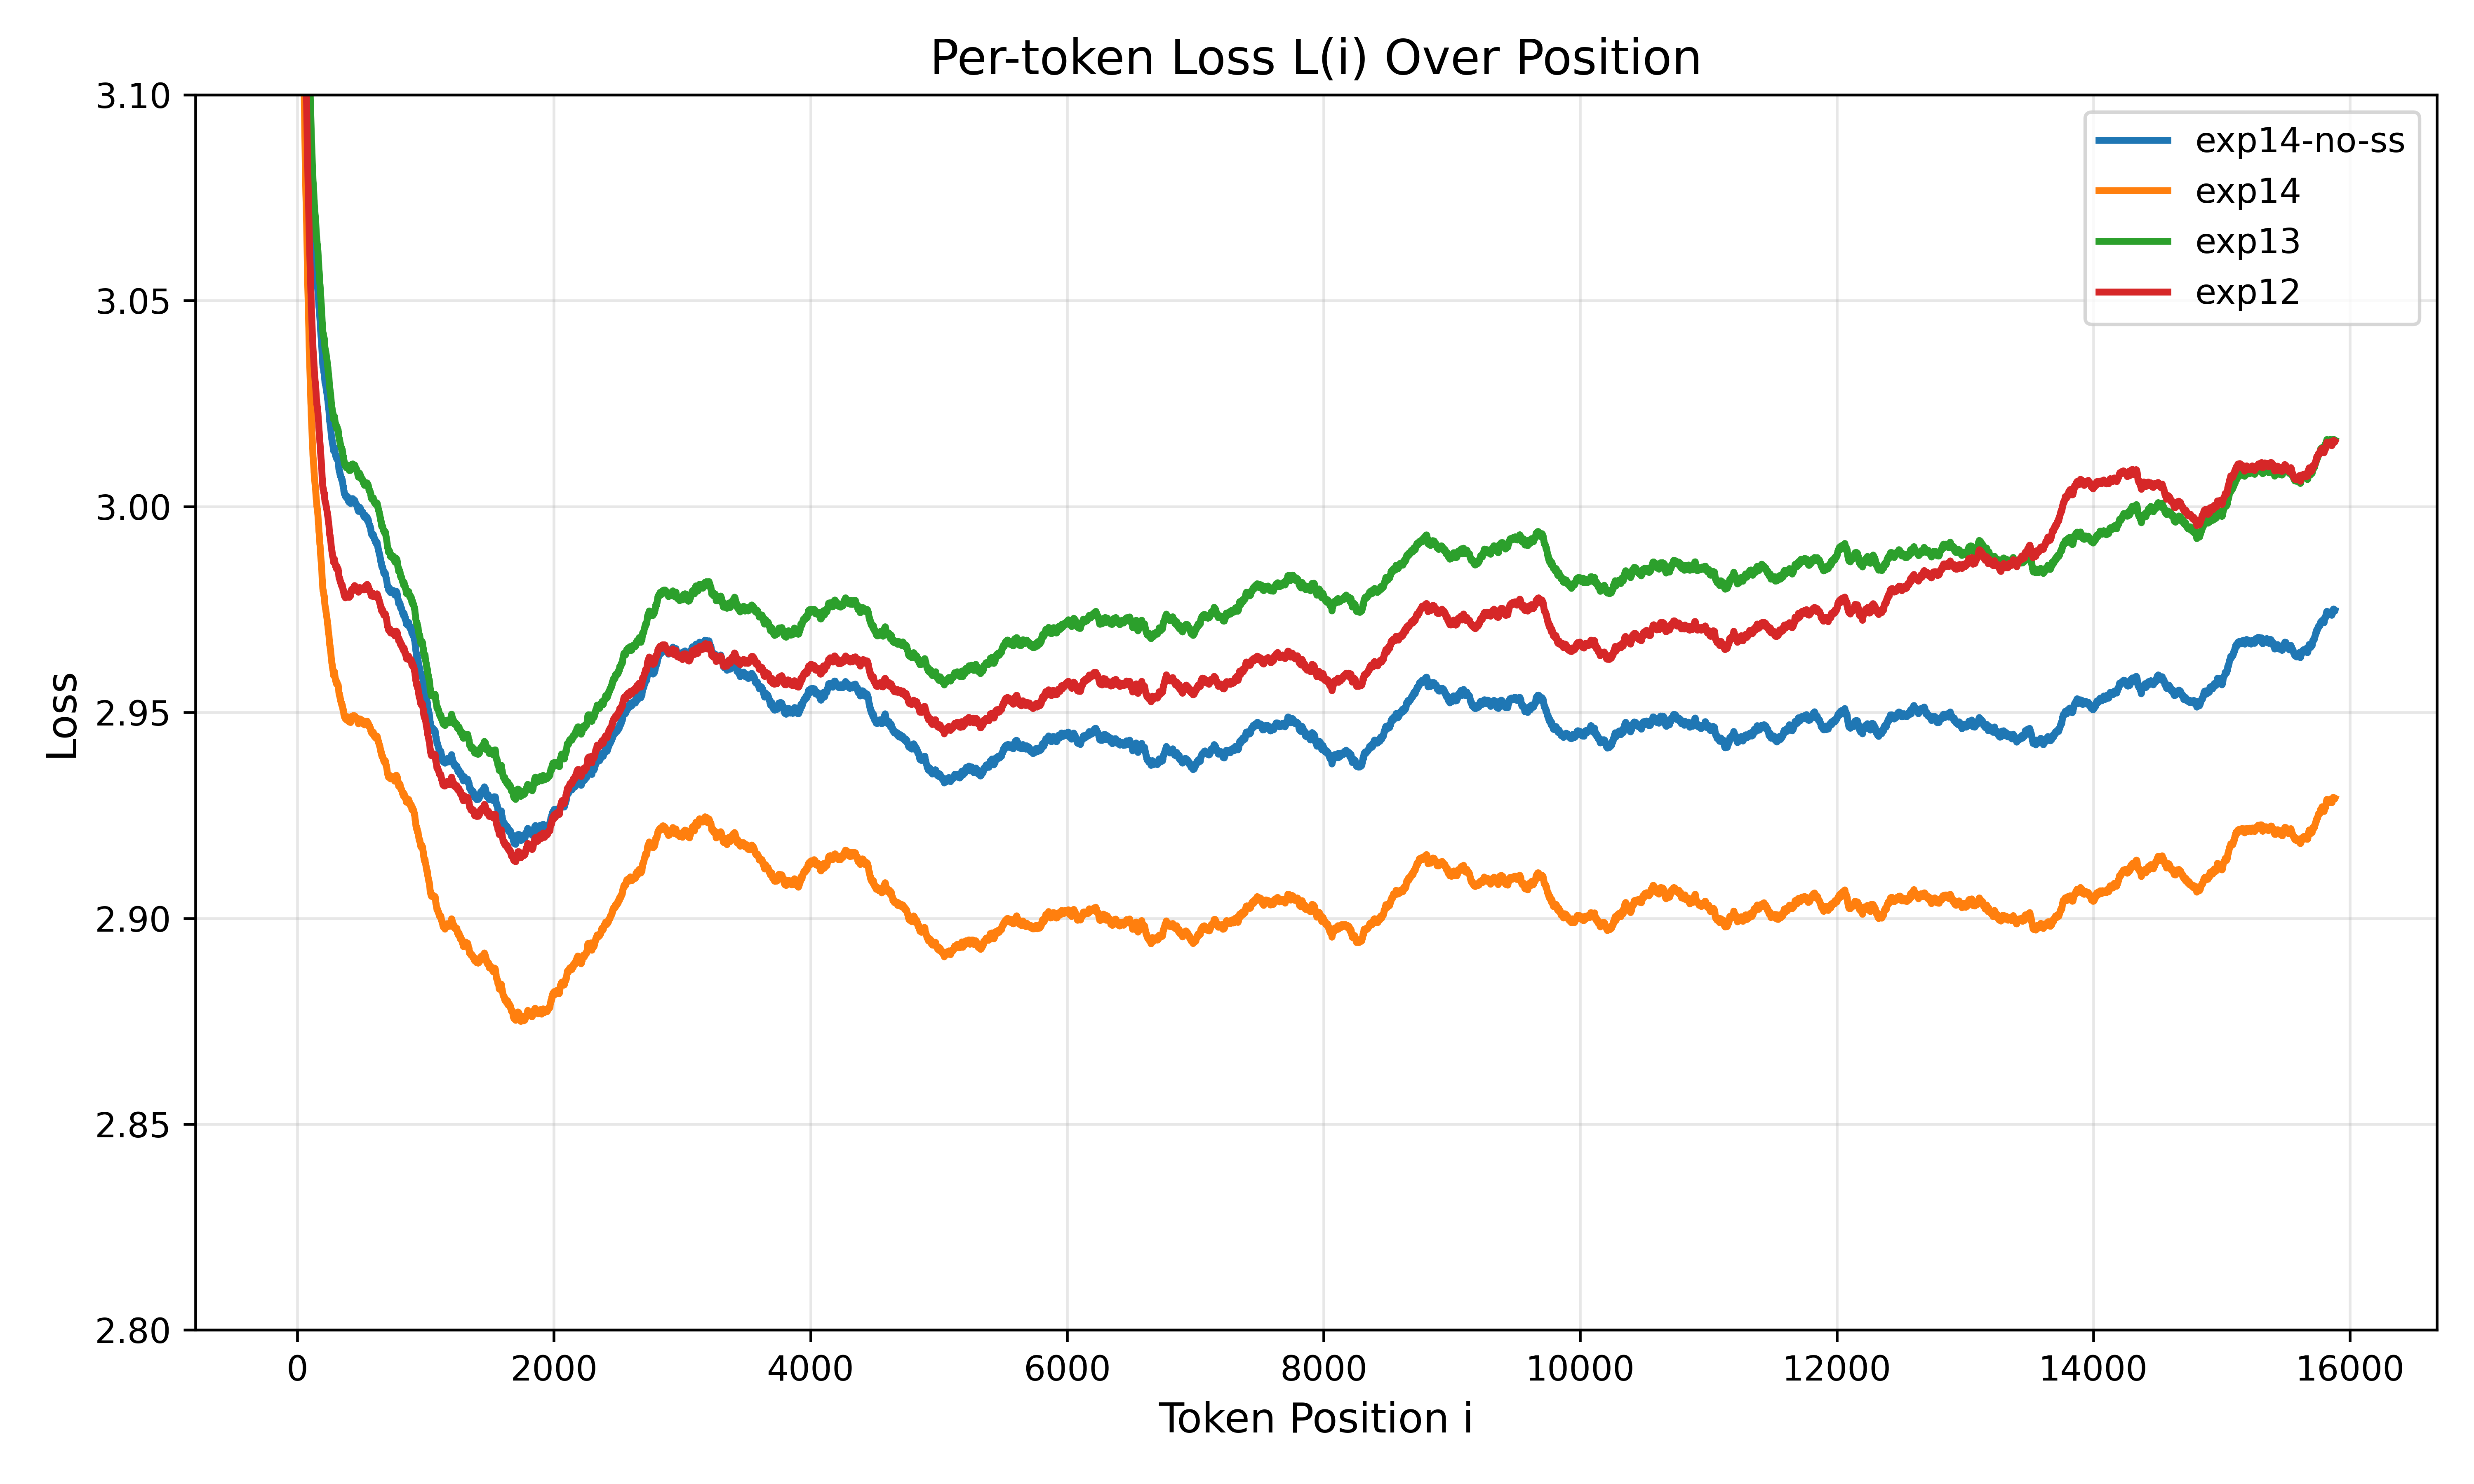 Per-token Loss L(i) Over Position
3.10
3.05
3.00
2.95
2.90
2.85
2.80
Loss
exp14-no-ss
exp14
exp13
exp12
0 2000 4000 6000 8000 10000 12000 14000 16000
Token Position i